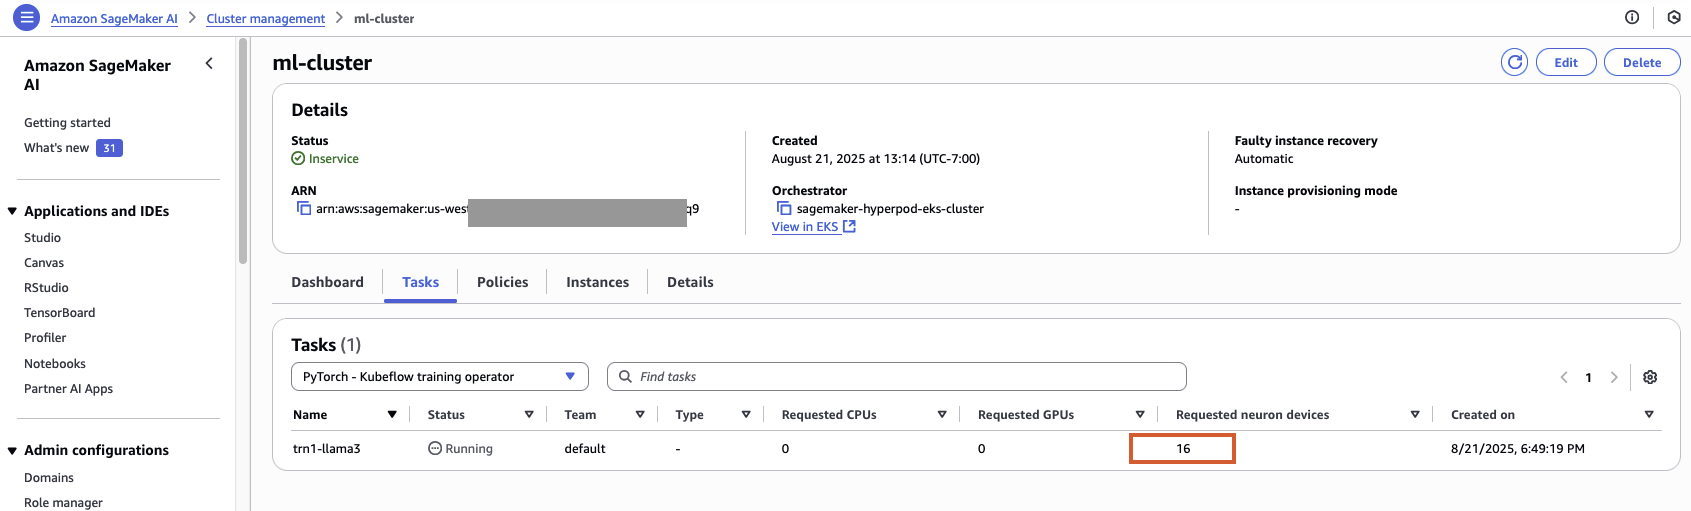 Amazon SageMaker AI > Cluster management > ml-cluster
Amazon SageMaker
AI
Getting started
What's new 31
Applications and IDEs
Studio
Canvas
RStudio
TensorBoard
Profiler
Notebooks
Partner AI Apps
Admin configurations
Domains
Role manager
ml-cluster
Edit
Delete
Details
Status
Inservice
ARN
arn:aws:sagemaker:us-west q9
Created
August 21, 2025 at 13:14 (UTC-7:00)
Orchestrator
sagemaker-hyperpod-eks-cluster
View in EKS
Faulty instance recovery
Automatic
Instance provisioning mode
-
Dashboard Tasks Policies Instances Details
Tasks (1)
PyTorch - Kubeflow training operator
Find tasks
1
Name Status Team Type Requested CPUs Requested GPUs Requested neuron devices Created on
trn1-llama3 Running default - 0 0 16 8/21/2025, 6:49:19 PM